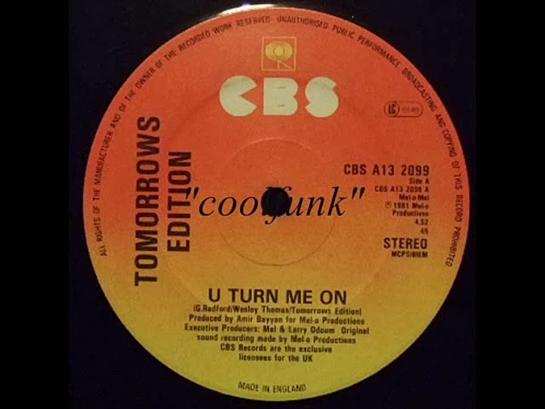 ALL RIGHTS OF THE MANUFACTURER AND OF THE OWNER OF THE RECORDED WORK RESERVED · UNAUTHORISED PUBLIC PERFORMANCE BROADCASTING AND COPYING OF THIS RECORD PROHIBITED
CBS
TOMORROWS
EDITION
CBS A13 2099
Side A
CBS A13 2099 A
Mel-o-Mel
℗ 1981 Mel-o
Productions
4.52
45
STEREO
MCPS/BIEM
"coolfunk"
U TURN ME ON
(G.Radford/Wesley Thomas/Tomorrows Edition)
Produced by Amir Bayyan for Mel-o Productions
Executive Producers: Mel & Larry Odcum Original
sound recording made by Mel-o Productions
CBS Records are the exclusive
licensees for the UK
MADE IN ENGLAND